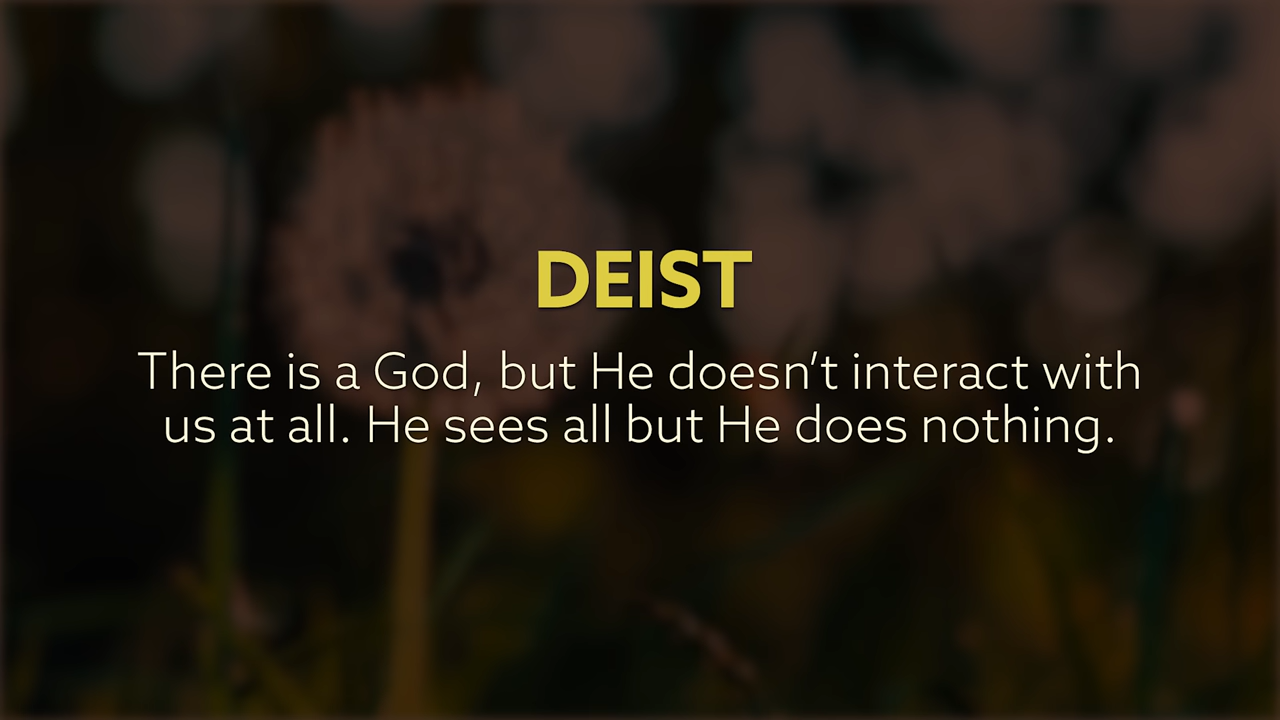 DEIST
There is a God, but He doesn’t interact with
us at all. He sees all but He does nothing.